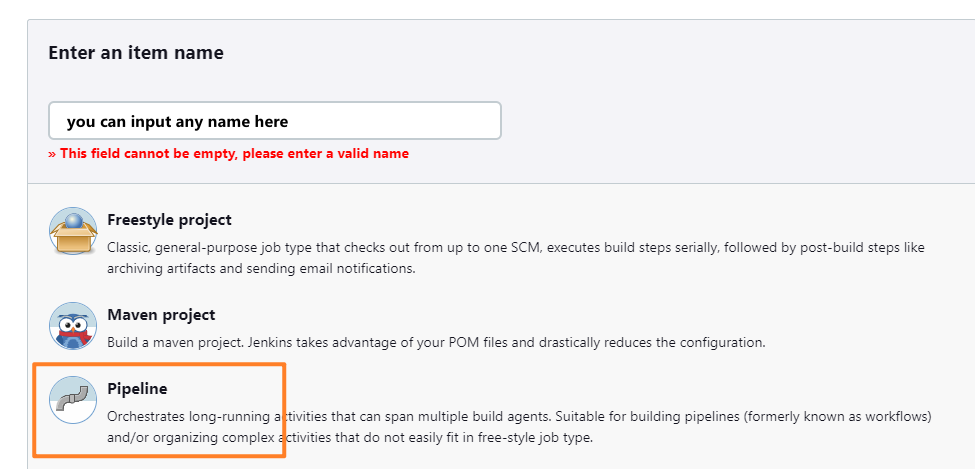 Enter an item name
you can input any name here
» This field cannot be empty, please enter a valid name
Freestyle project
Classic, general-purpose job type that checks out from up to one SCM, executes build steps serially, followed by post-build steps like
archiving artifacts and sending email notifications.
Maven project
Build a maven project. Jenkins takes advantage of your POM files and drastically reduces the configuration.
Pipeline
Orchestrates long-running activities that can span multiple build agents. Suitable for building pipelines (formerly known as workflows)
and/or organizing complex activities that do not easily fit in free-style job type.